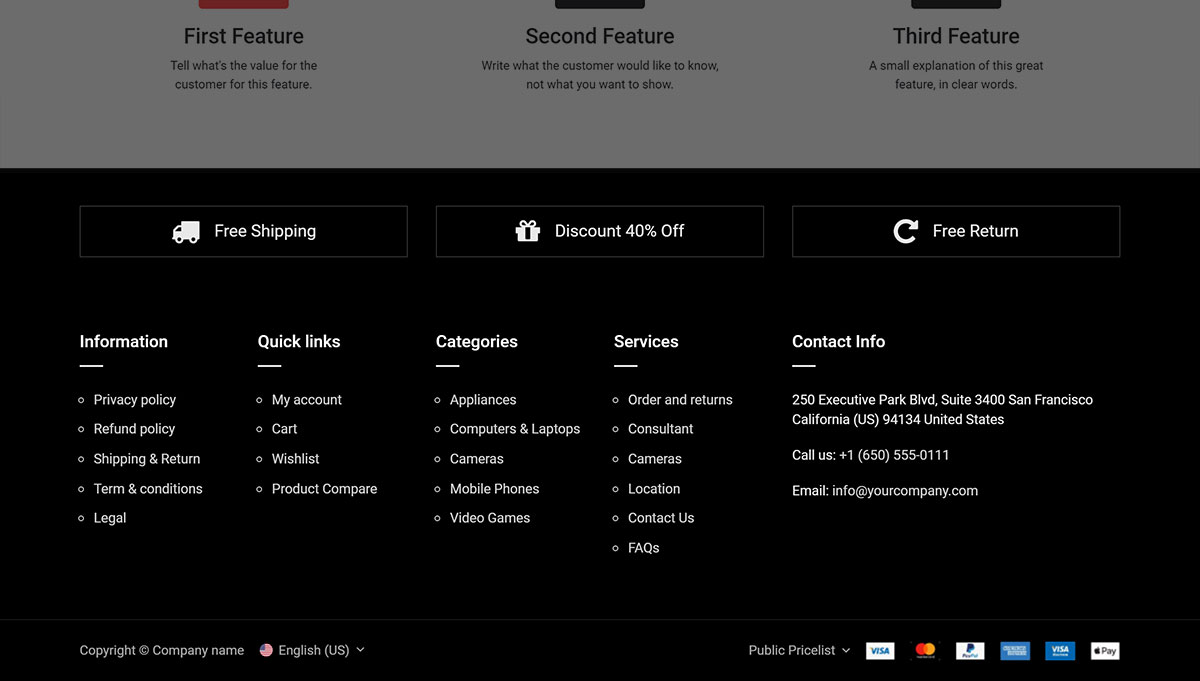 First Feature
Tell what's the value for the
customer for this feature.
Second Feature
Write what the customer would like to know,
not what you want to show.
Third Feature
A small explanation of this great
feature, in clear words.
Free Shipping
Discount 40% Off
Free Return
Information
Privacy policy
Refund policy
Shipping & Return
Term & conditions
Legal
Quick links
My account
Cart
Wishlist
Product Compare
Categories
Appliances
Computers & Laptops
Cameras
Mobile Phones
Video Games
Services
Order and returns
Consultant
Cameras
Location
Contact Us
FAQs
Contact Info
250 Executive Park Blvd, Suite 3400 San Francisco
California (US) 94134 United States
Call us: +1 (650) 555-0111
Email: info@yourcompany.com
Copyright © Company name
English (US)
Public Pricelist
VISA
PayPal
VISA
Pay